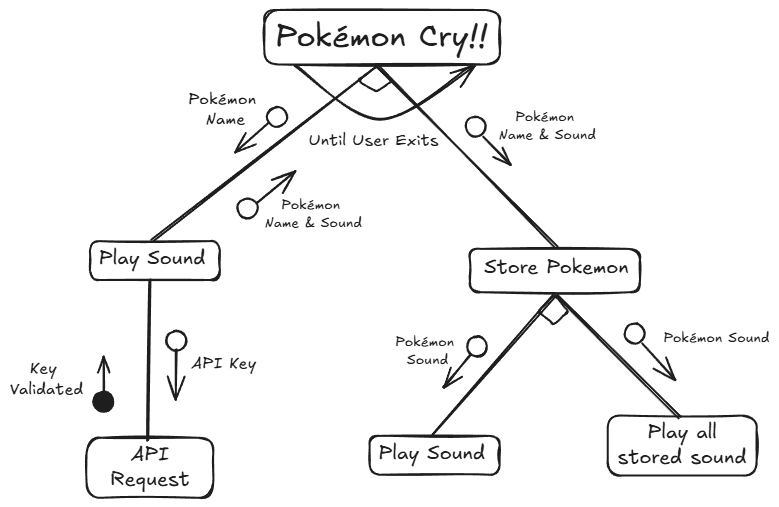 Pokémon Cry!!
Pokémon
Name
Until User Exits
Pokémon
Name & Sound
Pokémon
Name & Sound
Play Sound
Store Pokemon
Key
Validated
API Key
Pokémon
Sound
Pokémon Sound
API
Request
Play Sound
Play all
stored sound